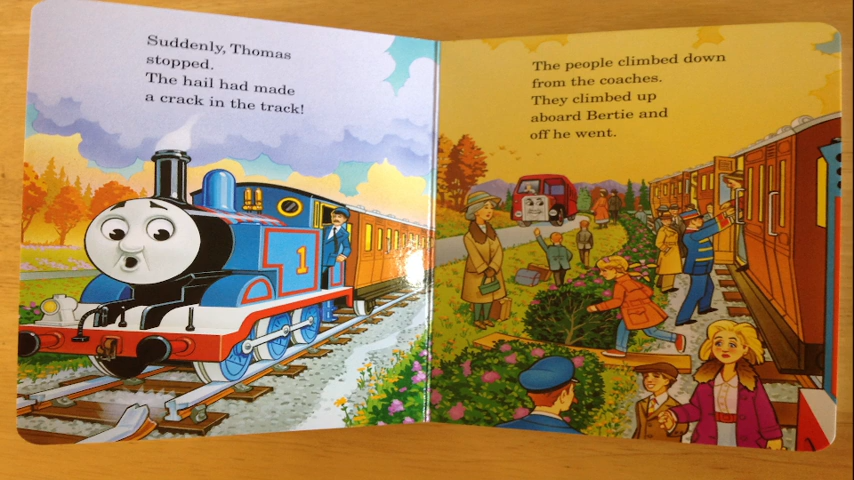 Suddenly, Thomas
stopped.
The hail had made
a crack in the track!
1
The people climbed down
from the coaches.
They climbed up
aboard Bertie and
off he went.